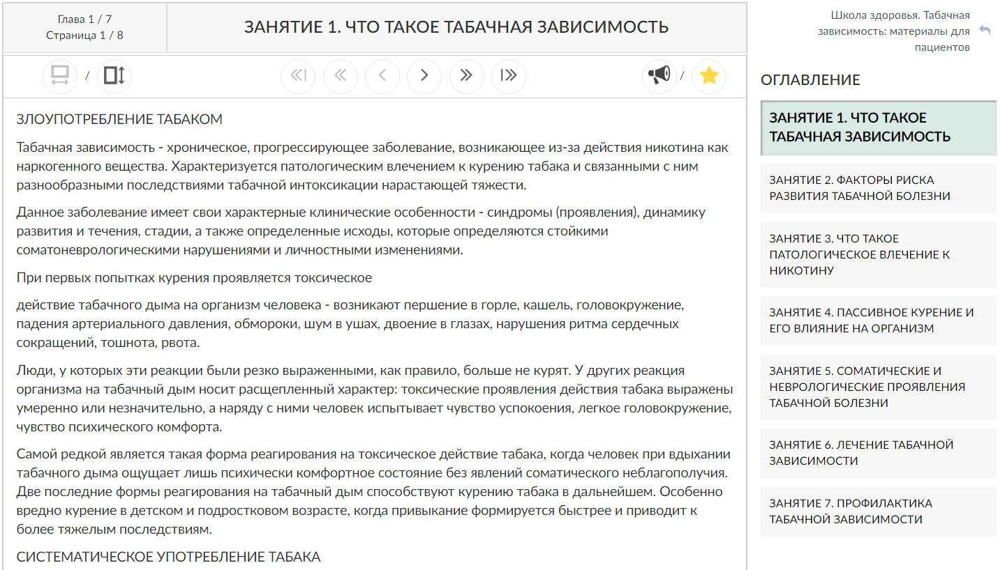 Глава 1 / 7
Страница 1 / 8
ЗАНЯТИЕ 1. ЧТО ТАКОЕ ТАБАЧНАЯ ЗАВИСИМОСТЬ
/
/
ЗЛОУПОТРЕБЛЕНИЕ ТАБАКОМ
Табачная зависимость - хроническое, прогрессирующее заболевание, возникающее из-за действия никотина как
наркогенного вещества. Характеризуется патологическим влечением к курению табака и связанными с ним
разнообразными последствиями табачной интоксикации нарастающей тяжести.
Данное заболевание имеет свои характерные клинические особенности - синдромы (проявления), динамику
развития и течения, стадии, а также определенные исходы, которые определяются стойкими
соматоневрологическими нарушениями и личностными изменениями.
При первых попытках курения проявляется токсическое
действие табачного дыма на организм человека - возникают першение в горле, кашель, головокружение,
падения артериального давления, обмороки, шум в ушах, двоение в глазах, нарушения ритма сердечных
сокращений, тошнота, рвота.
Люди, у которых эти реакции были резко выраженными, как правило, больше не курят. У других реакция
организма на табачный дым носит расщепленный характер: токсические проявления действия табака выражены
умеренно или незначительно, а наряду с ними человек испытывает чувство успокоения, легкое головокружение,
чувство психического комфорта.
Самой редкой является такая форма реагирования на токсическое действие табака, когда человек при вдыхании
табачного дыма ощущает лишь психически комфортное состояние без явлений соматического неблагополучия.
Две последние формы реагирования на табачный дым способствуют курению табака в дальнейшем. Особенно
вредно курение в детском и подростковом возрасте, когда привыкание формируется быстрее и приводит к
более тяжелым последствиям.
СИСТЕМАТИЧЕСКОЕ УПОТРЕБЛЕНИЕ ТАБАКА
Школа здоровья. Табачная
зависимость: материалы для
пациентов
ОГЛАВЛЕНИЕ
ЗАНЯТИЕ 1. ЧТО ТАКОЕ
ТАБАЧНАЯ ЗАВИСИМОСТЬ
ЗАНЯТИЕ 2. ФАКТОРЫ РИСКА
РАЗВИТИЯ ТАБАЧНОЙ БОЛЕЗНИ
ЗАНЯТИЕ 3. ЧТО ТАКОЕ
ПАТОЛОГИЧЕСКОЕ ВЛЕЧЕНИЕ К
НИКОТИНУ
ЗАНЯТИЕ 4. ПАССИВНОЕ КУРЕНИЕ И
ЕГО ВЛИЯНИЕ НА ОРГАНИЗМ
ЗАНЯТИЕ 5. СОМАТИЧЕСКИЕ И
НЕВРОЛОГИЧЕСКИЕ ПРОЯВЛЕНИЯ
ТАБАЧНОЙ БОЛЕЗНИ
ЗАНЯТИЕ 6. ЛЕЧЕНИЕ ТАБАЧНОЙ
ЗАВИСИМОСТИ
ЗАНЯТИЕ 7. ПРОФИЛАКТИКА
ТАБАЧНОЙ ЗАВИСИМОСТИ